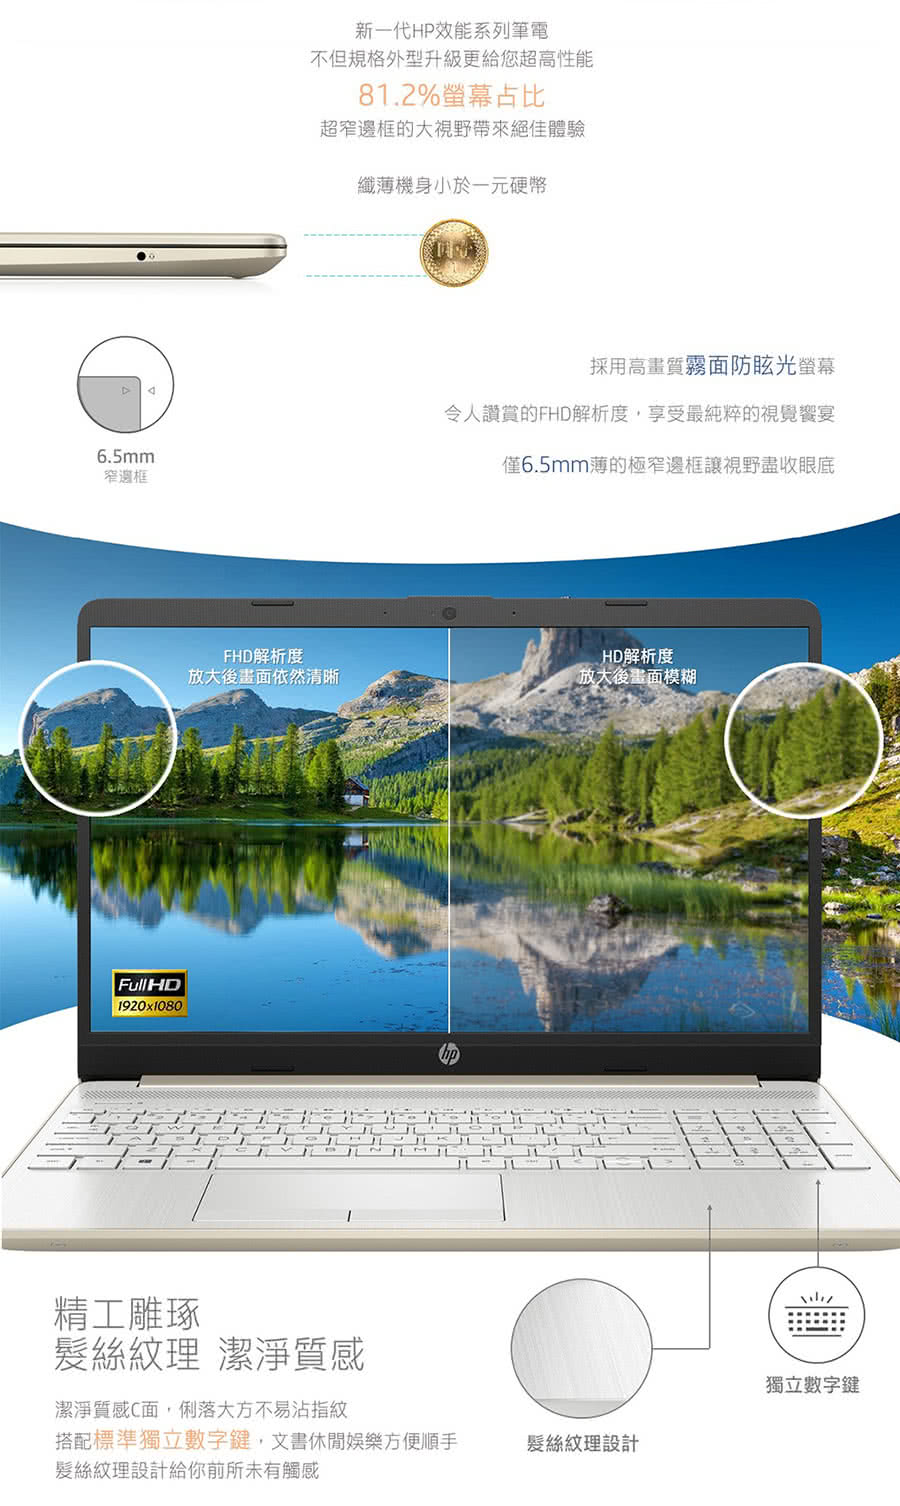 新一代HP效能系列筆電
不但規格外型升級更給您超高性能
81.2%螢幕占比
超窄邊框的大視野帶來絕佳體驗
纖薄機身小於一元硬幣
採用高畫質霧面防眩光螢幕
令人讚賞的FHD解析度，享受最純粹的視覺饗宴
僅6.5mm薄的極窄邊框讓視野盡收眼底
6.5mm
窄邊框
FHD解析度
放大後畫面依然清晰
HD解析度
放大後畫面模糊
Full HD
1920x1080
hp
精工雕琢
髮絲紋理 潔淨質感
潔淨質感C面，俐落大方不易沾指紋
搭配標準獨立數字鍵，文書休閒娛樂方便順手
髮絲紋理設計給你前所未有觸感
髮絲紋理設計
獨立數字鍵